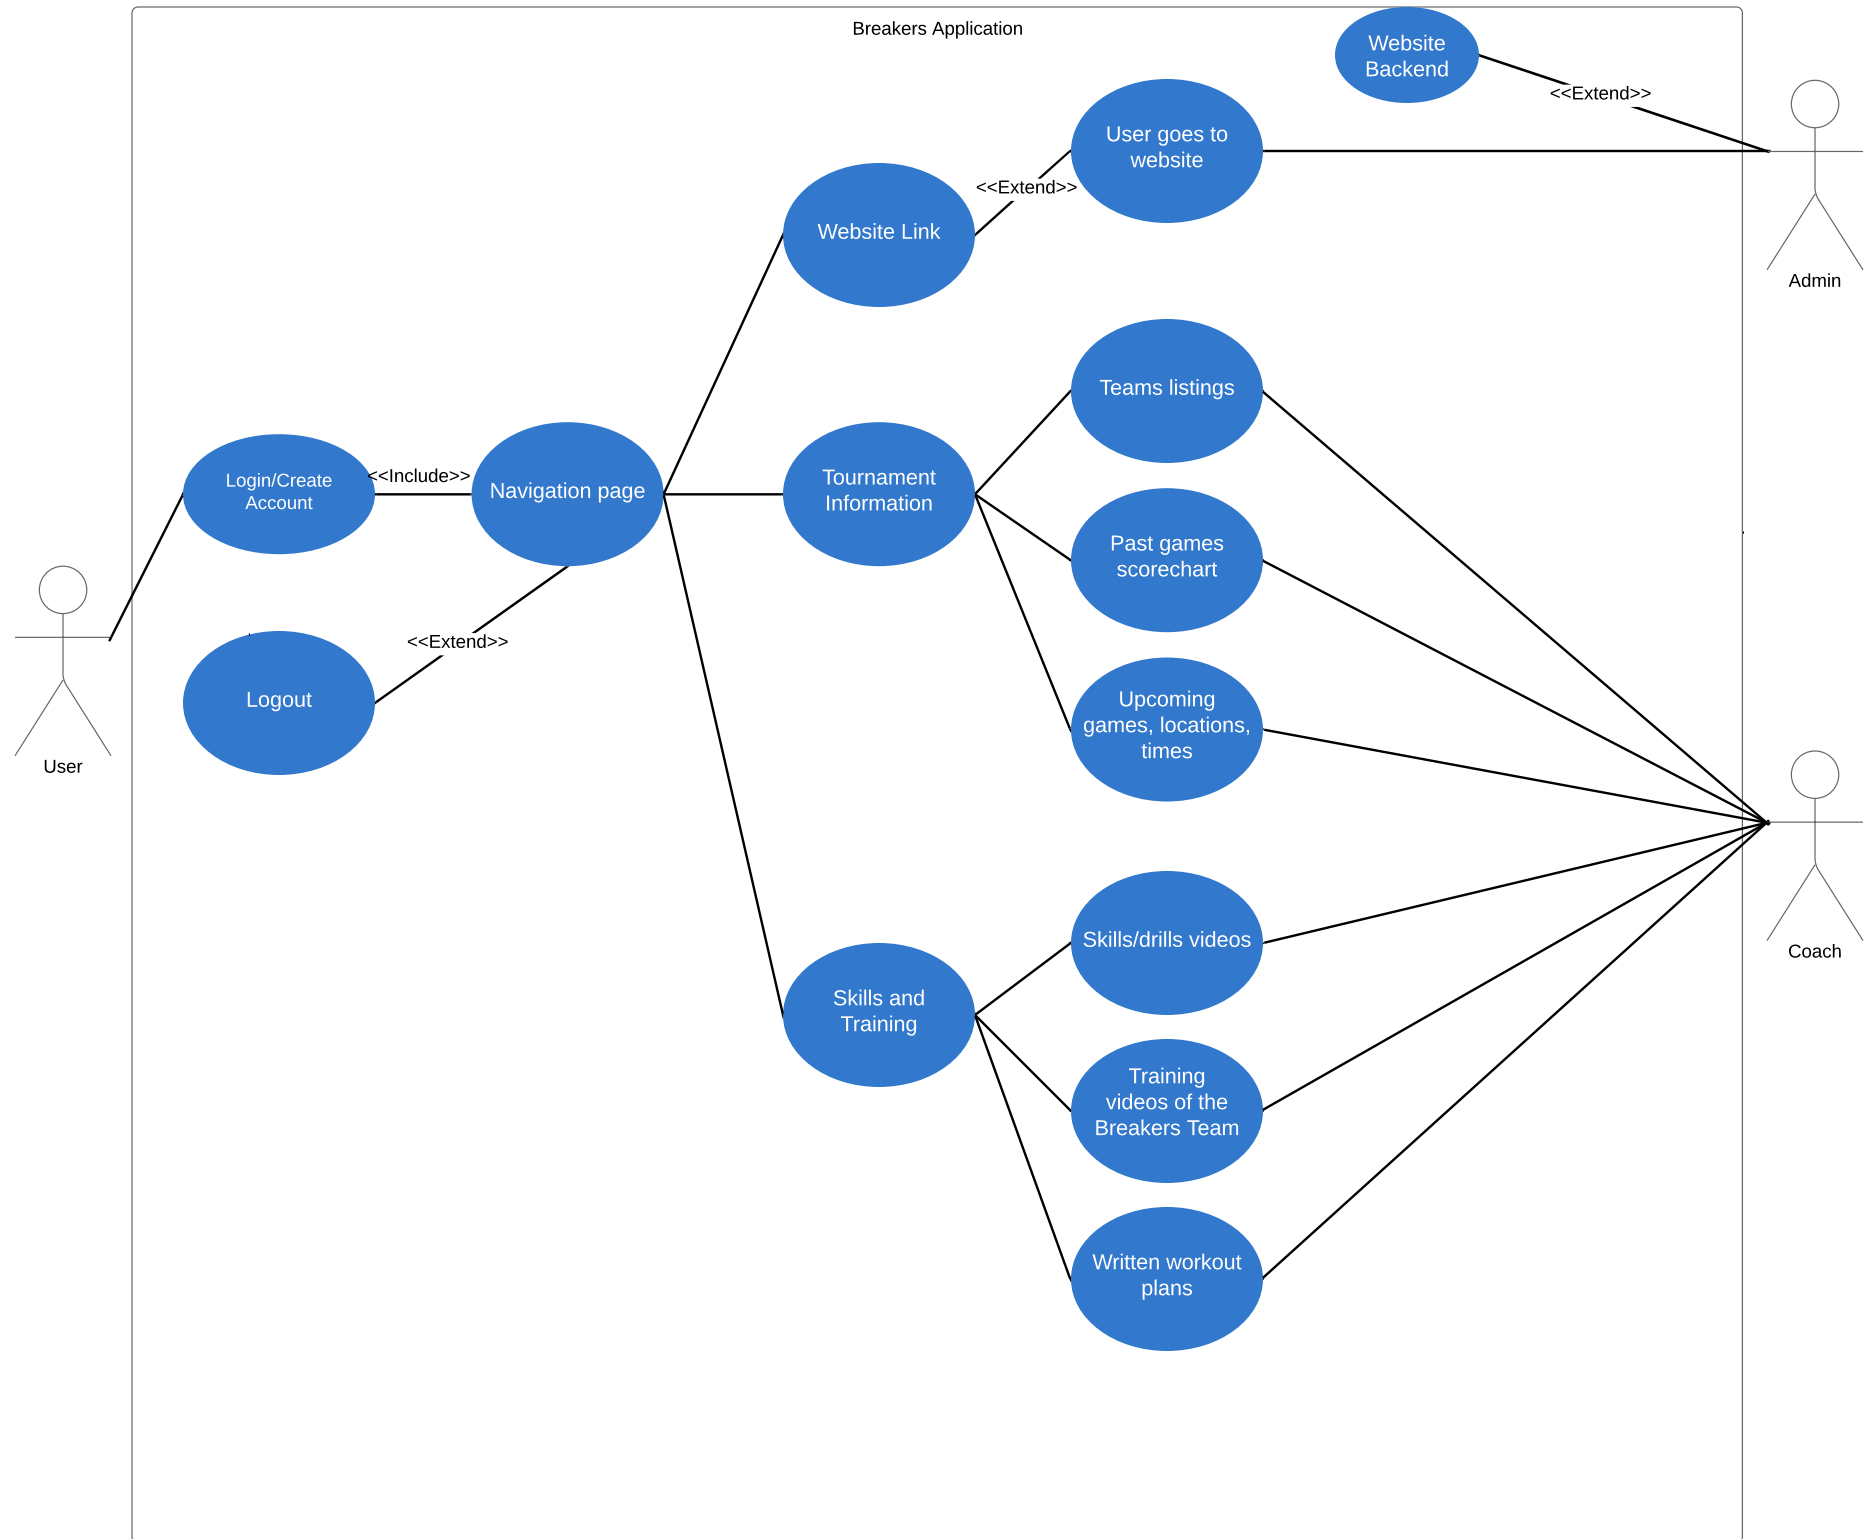 Breakers Application
Website
Backend
<<Extend>>
User goes to
website
<<Extend>>
Website Link
Admin
Teams listings
Login/Create
Account
<<Include>>
Navigation page
Tournament
Information
Past games
scorechart
<<Extend>>
Logout
User
Upcoming
games, locations,
times
Skills/drills videos
Coach
Skills and
Training
Training
videos of the
Breakers Team
Written workout
plans